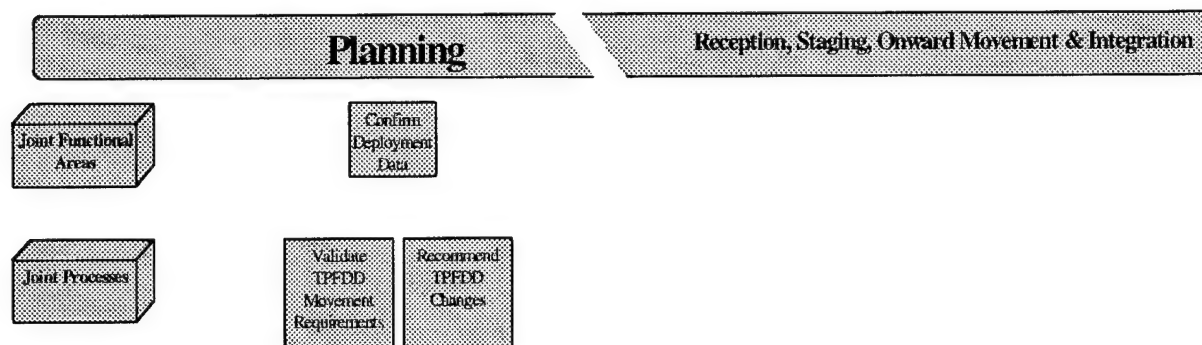 Planning
Reception, Staging, Onward Movement & Integration
Joint Functional
Areas
Confirm
Deployment
Data
Joint Processes
Validate
TPFDD
Movement
Requirements
Recommend
TPFDD
Changes